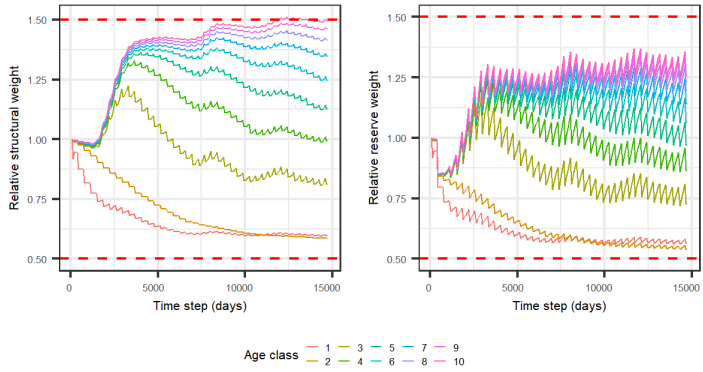 Relative structural weight
1.50
1.25
1.00
0.75
0.50
0 5000 10000 15000
Time step (days)
Relative reserve weight
1.50
1.25
1.00
0.75
0.50
0 5000 10000 15000
Time step (days)
Age class
1 3 5 7 9
2 4 6 8 10